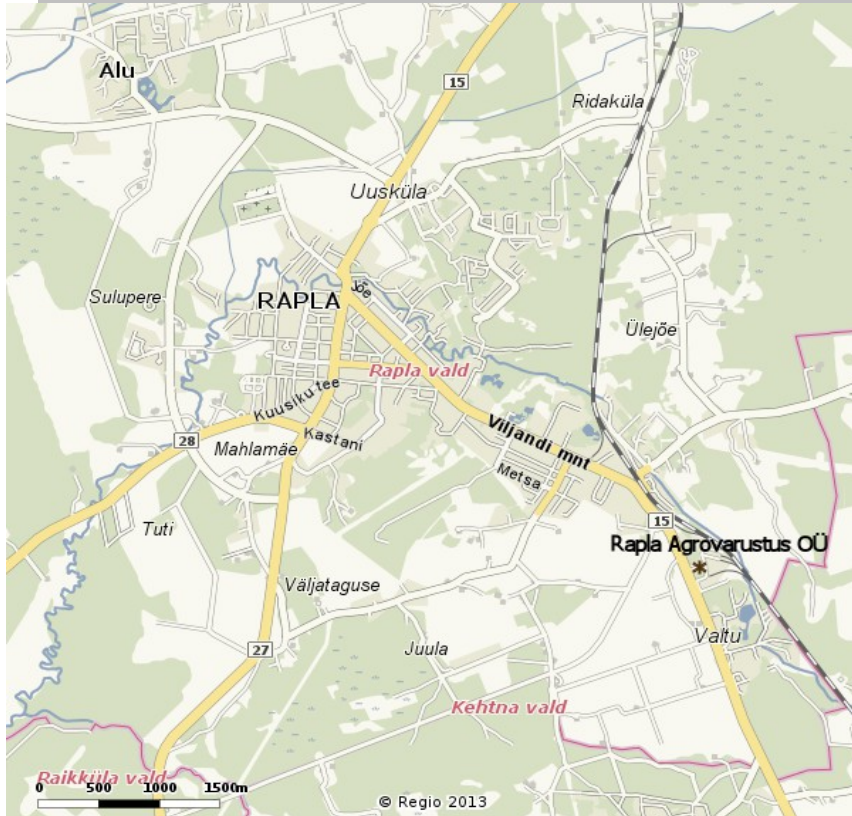 15
Alu
Ridaküla
Uusküla
Jõe
Sulupere
RAPLA
Ülejõe
Rapla vald
Kuusiku tee
Kastani
Viljandi mnt
28
Mahlamäe
Metsa
15
Tuti
Rapla Agrovarustus OÜ
Väljataguse
Valtu
Juula
27
Kehtna vald
Raikküla vald
0 500 1000 1500m
© Regio 2013